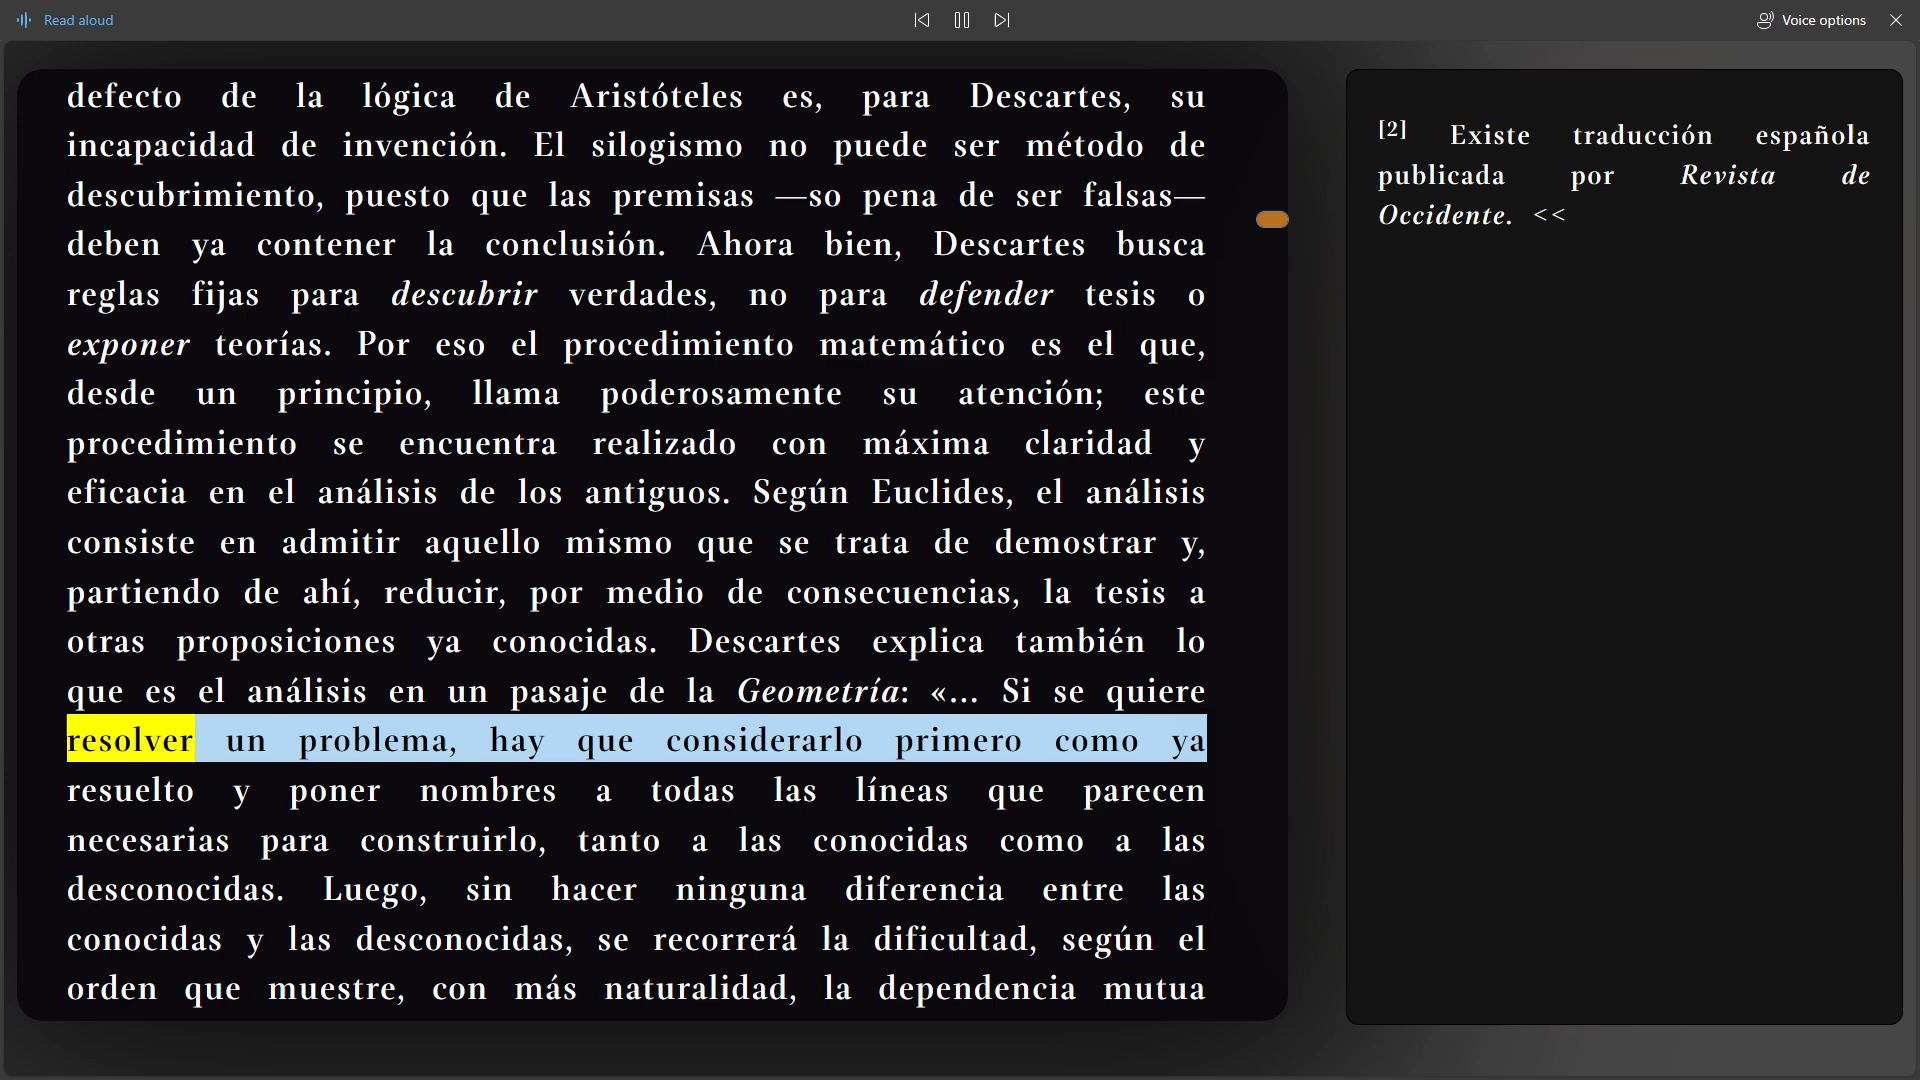 Read aloud
Voice options
defecto de la lógica de Aristóteles es, para Descartes, su
incapacidad de invención. El silogismo no puede ser método de
descubrimiento, puesto que las premisas —so pena de ser falsas—
deben ya contener la conclusión. Ahora bien, Descartes busca
reglas fijas para descubrir verdades, no para defender tesis o
exponer teorías. Por eso el procedimiento matemático es el que,
desde un principio, llama poderosamente su atención; este
procedimiento se encuentra realizado con máxima claridad y
eficacia en el análisis de los antiguos. Según Euclides, el análisis
consiste en admitir aquello mismo que se trata de demostrar y,
partiendo de ahí, reducir, por medio de consecuencias, la tesis a
otras proposiciones ya conocidas. Descartes explica también lo
que es el análisis en un pasaje de la Geometría: «... Si se quiere
resolver un problema, hay que considerarlo primero como ya
resuelto y poner nombres a todas las líneas que parecen
necesarias para construirlo, tanto a las conocidas como a las
desconocidas. Luego, sin hacer ninguna diferencia entre las
conocidas y las desconocidas, se recorrerá la dificultad, según el
orden que muestre, con más naturalidad, la dependencia mutua
[2] Existe traducción española
publicada por Revista de
Occidente. <<